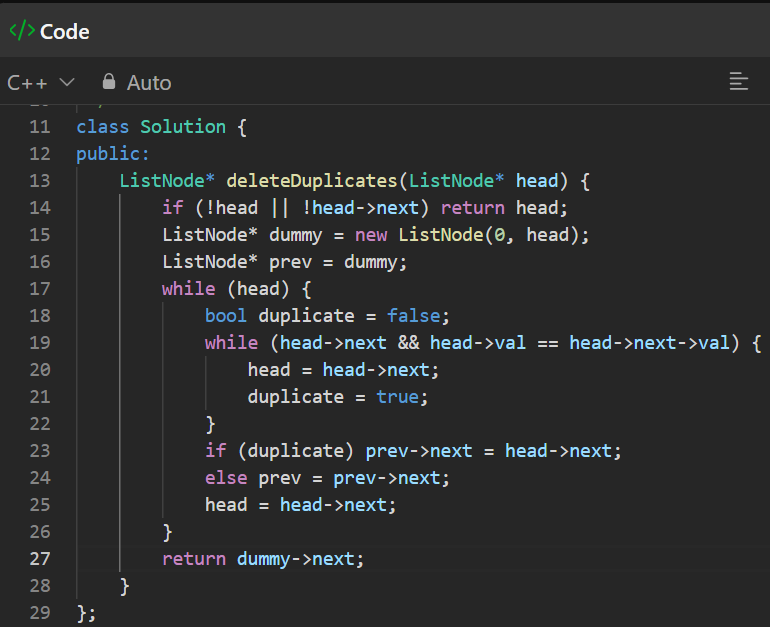 </> Code
C++ Auto
11 class Solution {
12 public:
13 ListNode* deleteDuplicates(ListNode* head) {
14 if (!head || !head->next) return head;
15 ListNode* dummy = new ListNode(0, head);
16 ListNode* prev = dummy;
17 while (head) {
18 bool duplicate = false;
19 while (head->next && head->val == head->next->val) {
20 head = head->next;
21 duplicate = true;
22 }
23 if (duplicate) prev->next = head->next;
24 else prev = prev->next;
25 head = head->next;
26 }
27 return dummy->next;
28 }
29 };